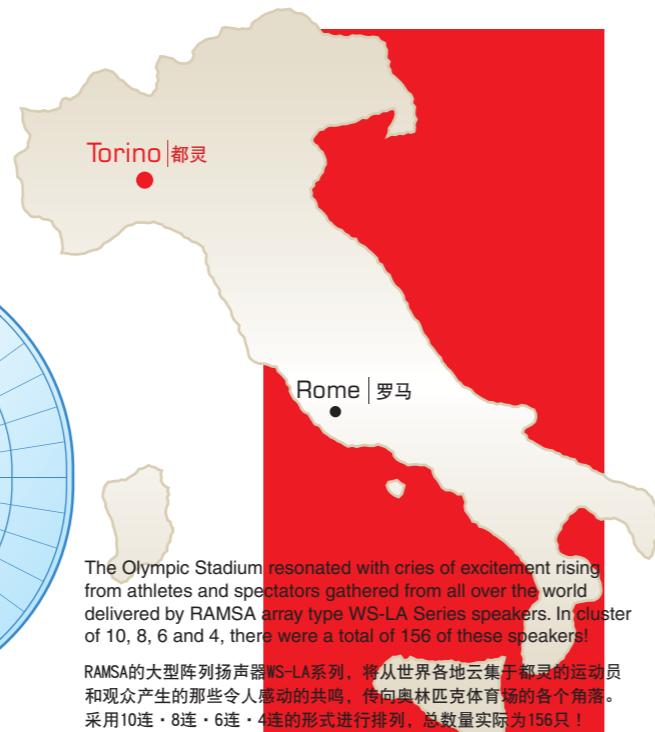 Torino|都灵
Rome|罗马
The Olympic Stadium resonated with cries of excitement rising
from athletes and spectators gathered from all over the world
delivered by RAMSA array type WS-LA Series speakers. In cluster
of 10, 8, 6 and 4, there were a total of 156 of these speakers!
RAMSA的大型阵列扬声器WS-LA系列，将从世界各地云集于都灵的运动员
和观众产生的那些令人感动的共鸣，传向奥林匹克体育场的各个角落。
采用10连・8连・6连・4连的形式进行排列，总数量实际为156只！